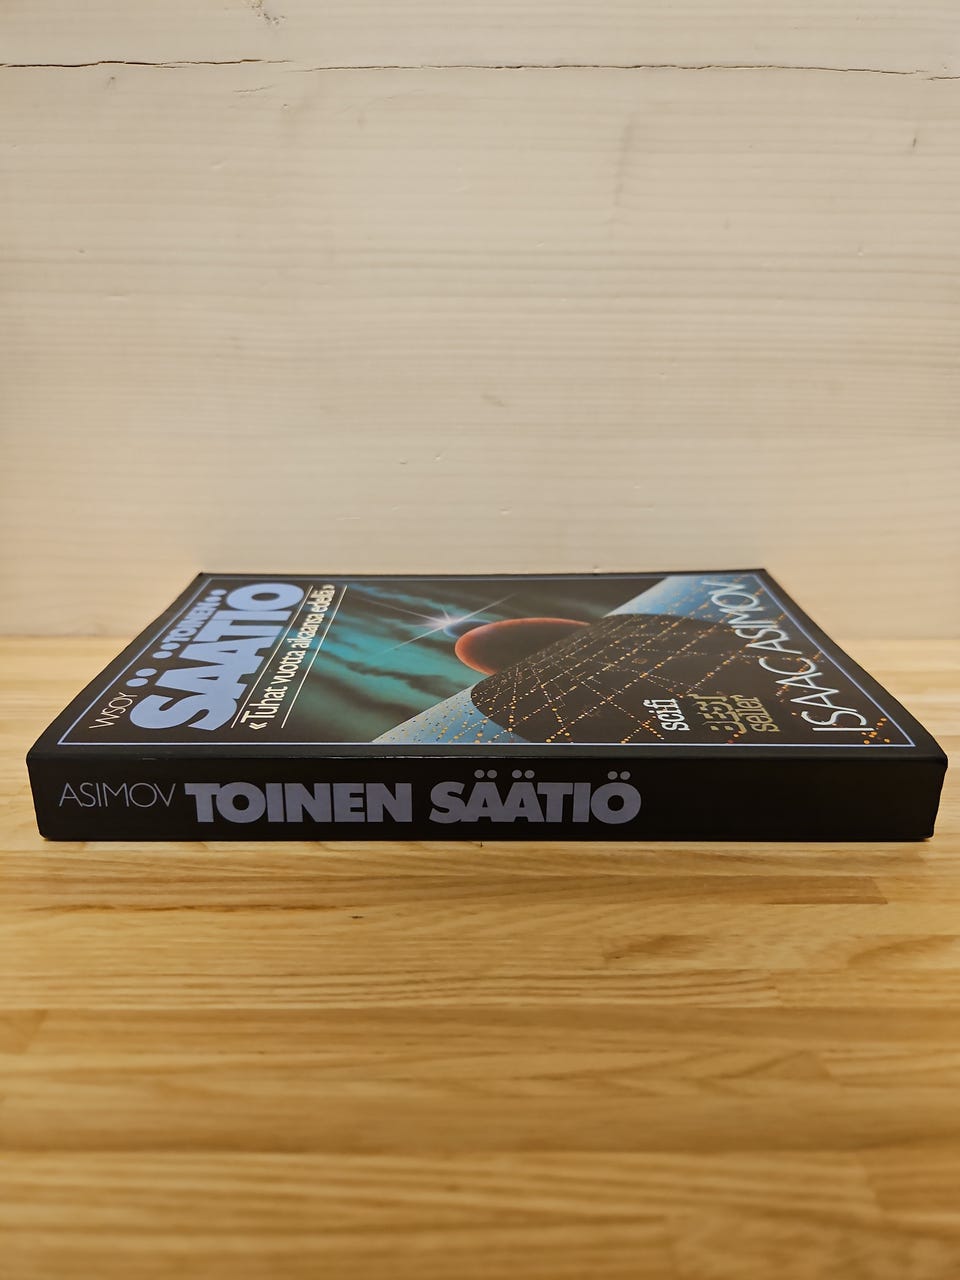 WSOY
TOINEN
SÄÄTIÖ
«Tuhat vuotta aikaansa edellä»
scifi
BEST
seller
ISAAC ASIMOV
ASIMOV TOINEN SÄÄTIÖ